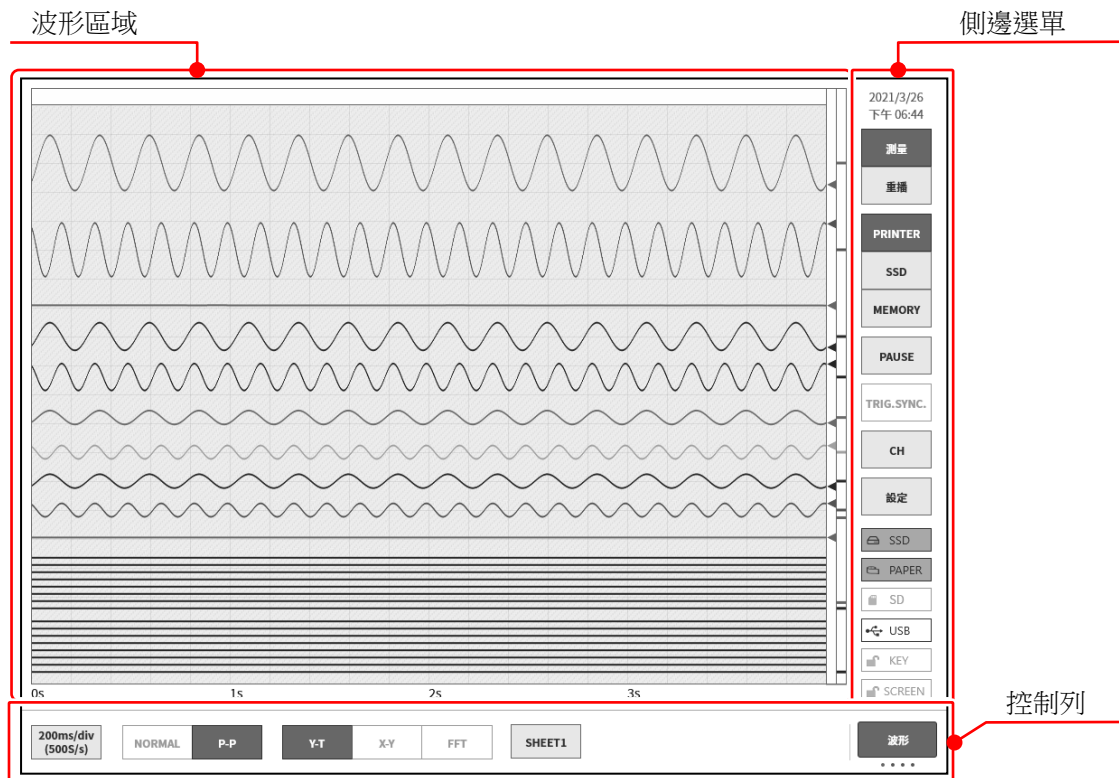 波形區域
側邊選單
2021/3/26
下午 06:44
測量
重播
PRINTER
SSD
MEMORY
PAUSE
TRIG.SYNC.
CH
設定
SSD
PAPER
SD
USB
KEY
SCREEN
0s 1s 2s 3s
控制列
200ms/div
(500S/s)
NORMAL P-P Y-T X-Y FFT SHEET1 波形